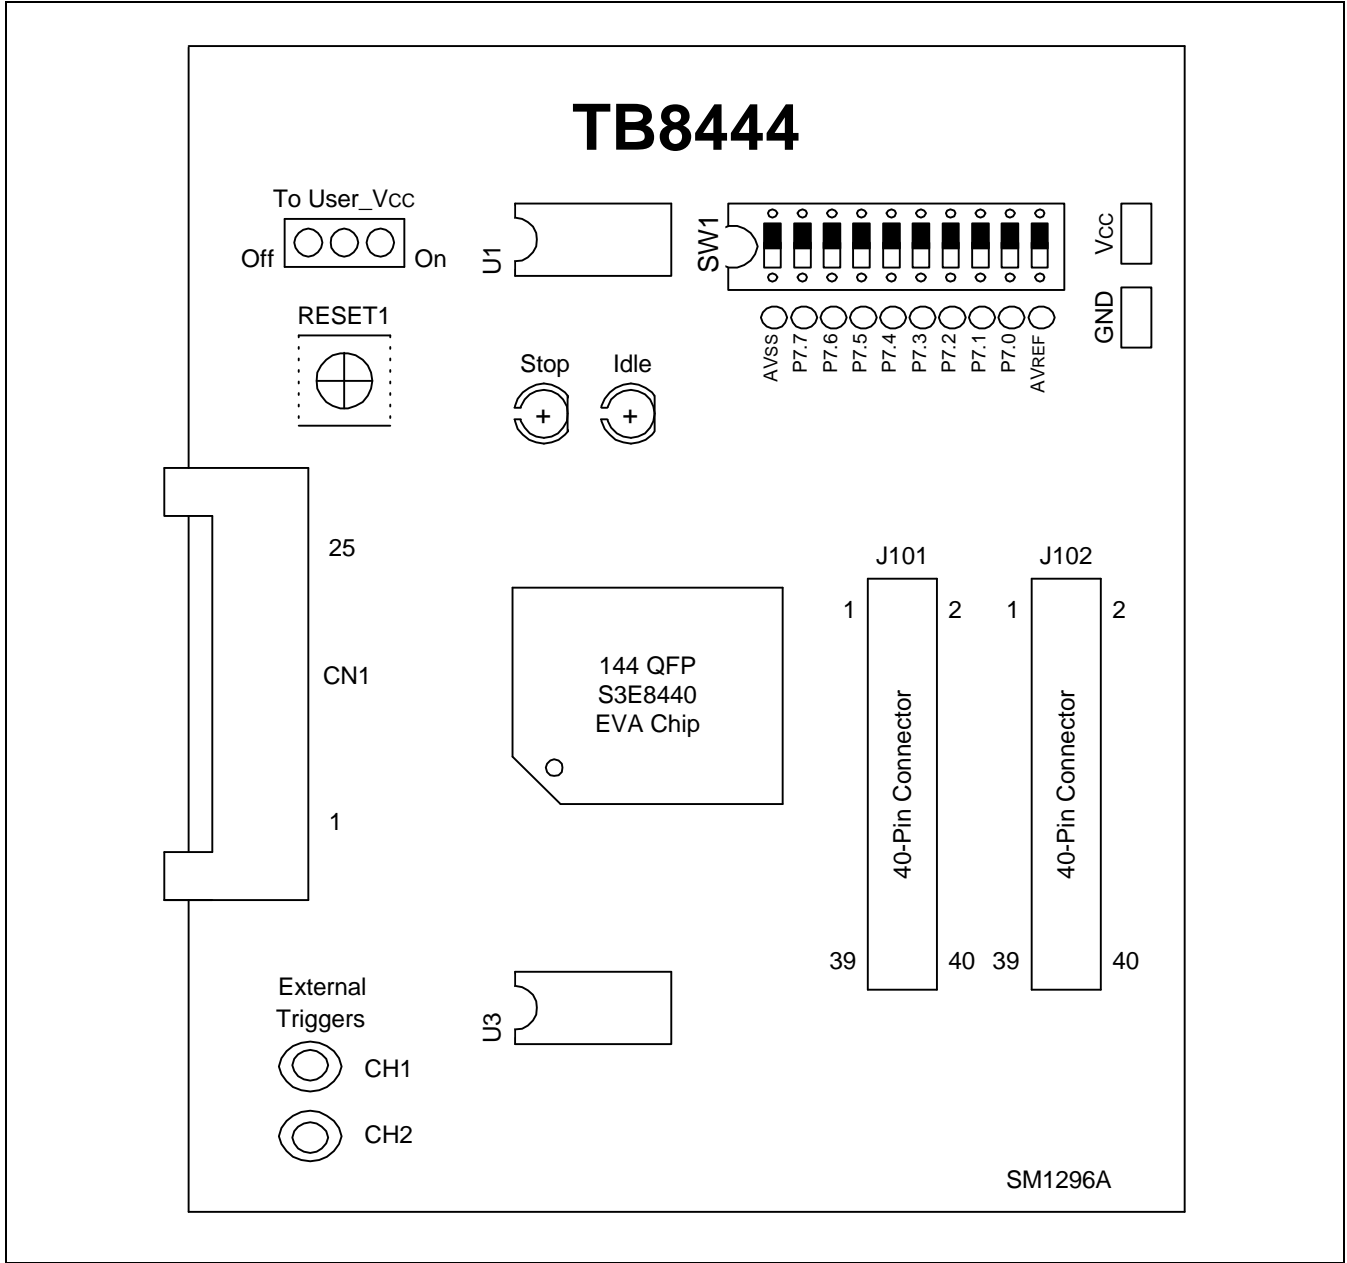 TB8444
To User_Vcc
Off
On
U1
SW1
Vcc
GND
RESET1
AVss
P7.7
P7.6
P7.5
P7.4
P7.3
P7.2
P7.1
P7.0
AVREF
Stop
Idle
25
CN1
1
144 QFP
S3E8440
EVA Chip
J101
1
2
40-Pin Connector
39
40
J102
1
2
40-Pin Connector
39
40
External
Triggers
CH1
CH2
U3
SM1296A